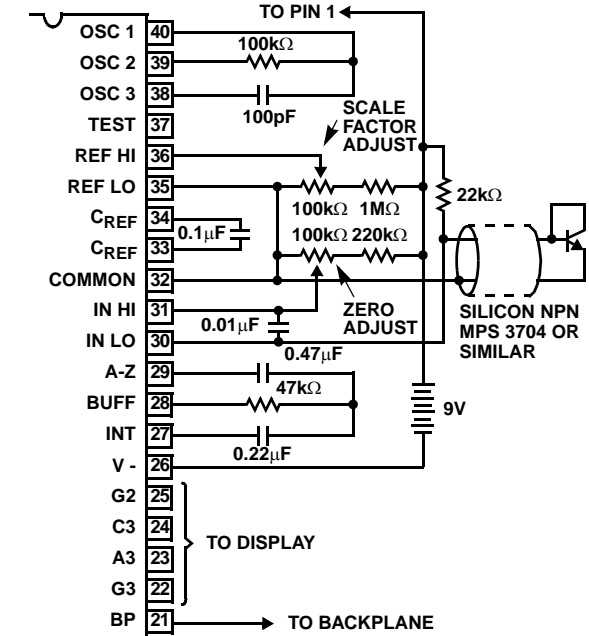 TO PIN 1
OSC 1 40
100kΩ
OSC 2 39
OSC 3 38
100pF
TEST 37
SCALE
FACTOR
ADJUST
REF HI 36
REF LO 35
22kΩ
100kΩ 1MΩ
CREF 34
0.1μF
CREF 33
100kΩ 220kΩ
COMMON 32
IN HI 31
ZERO
ADJUST
SILICON NPN
MPS 3704 OR
SIMILAR
0.01μF
IN LO 30
0.47μF
A-Z 29
47kΩ
BUFF 28
9V
INT 27
0.22μF
V - 26
G2 25
C3 24
TO DISPLAY
A3 23
G3 22
BP 21
TO BACKPLANE